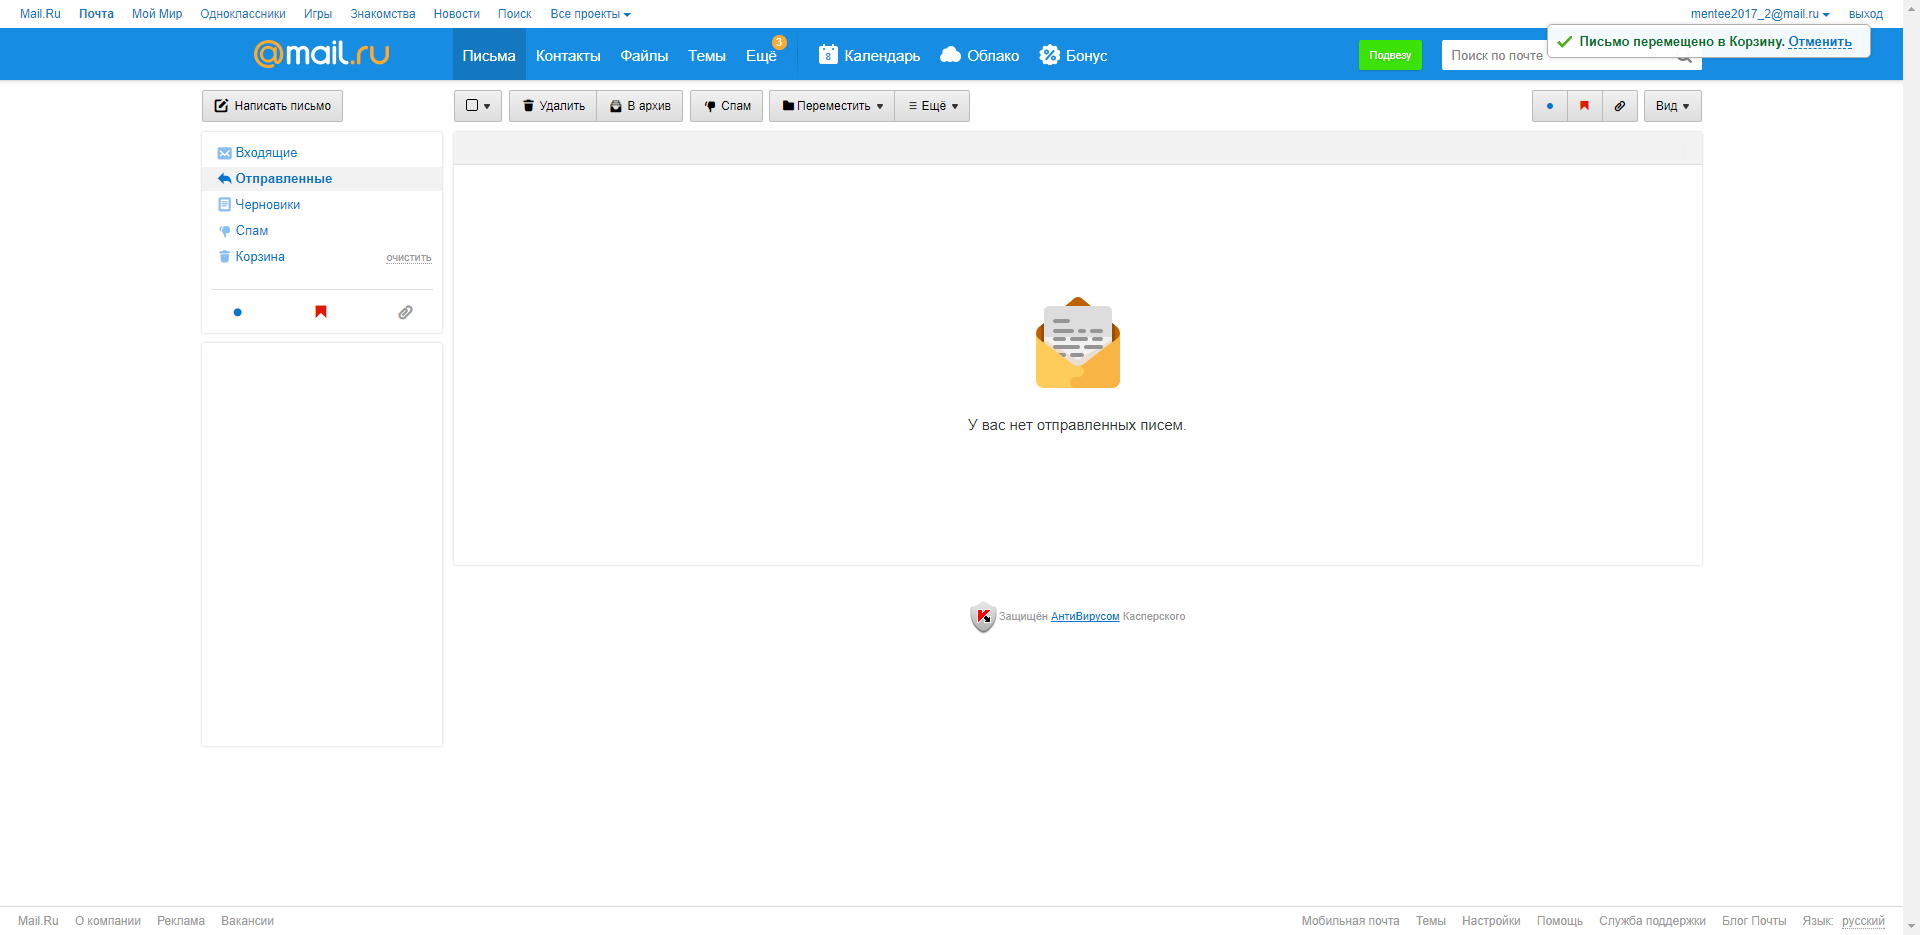 Mail.Ru Почта Мой Мир Одноклассники Игры Знакомства Новости Поиск Все проекты mentee2017_2@mail.ru выход
@mail.ru Письма Контакты Файлы Темы Ещё 3 8 Календарь Облако Бонус Подвезу Поиск по почте Письмо перемещено в Корзину. Отменить
Написать письмо Удалить В архив Спам Переместить Ещё Вид
Входящие
Отправленные
Черновики
Спам
Корзина очистить
У вас нет отправленных писем.
Защищён АнтиВирусом Касперского
Mail.Ru О компании Реклама Вакансии Мобильная почта Темы Настройки Помощь Служба поддержки Блог Почты Язык: русский